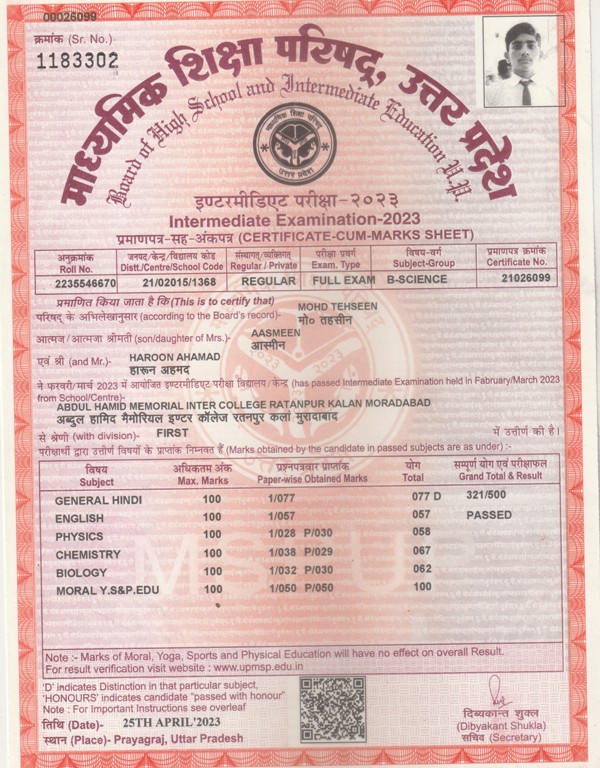 00026099
क्रमांक (Sr. No.)-
1183302
माध्यमिक शिक्षा परिषद्, उत्तर प्रदेश
Board of High School and Intermediate Education U.P.
माध्यमिक शिक्षा परिषद
उत्तर प्रदेश
इण्टरमीडिएट परीक्षा-२०२३
Intermediate Examination-2023
प्रमाणपत्र-सह-अंकपत्र (CERTIFICATE-CUM-MARKS SHEET)
अनुक्रमांक जनपद/केन्द्र/विद्यालय कोड संस्थागत/व्यक्तिगत परीक्षा प्रवर्ग विषय-वर्ग प्रमाणपत्र क्रमांक
Roll No. Distt./Centre/School Code Regular / Private Exam. Type Subject-Group Certificate No.
2235546670 21/02015/1368 REGULAR FULL EXAM B-SCIENCE 21026099
प्रमाणित किया जाता है कि (This is to certify that) MOHD TEHSEEN
परिषद् के अभिलेखानुसार (according to the Board's record)- मो० तहसीन
AASMEEN
आत्मज/आत्मजा श्रीमती (son/daughter of Mrs.)- आस्मीन
HAROON AHAMAD
एवं श्री (and Mr.)- हारून अहमद
ने फरवरी/मार्च 2023 में आयोजित इण्टरमीडिएट परीक्षा विद्यालय/केन्द्र (has passed Intermediate Examination held in Fabruary/March 2023
from School/Centre)-
ABDUL HAMID MEMORIAL INTER COLLEGE RATANPUR KALAN MORADABAD
अब्दुल हामिद मैमोरियल इण्टर कॉलेज रतनपुर कलां मुरादाबाद
से श्रेणी (with division)- FIRST में उत्तीर्ण की है।
परीक्षार्थी द्वारा उत्तीर्ण विषयों के प्राप्तांक निम्नवत हैं (Marks obtained by the candidate in passed subjects are as under) :-
विषय अधिकतम अंक प्रश्नपत्रवार प्राप्तांक योग सम्पूर्ण योग एवं परीक्षाफल
Subject Max. Marks Paper-wise Obtained Marks Total Grand Total & Result
GENERAL HINDI 100 1/077 077 D 321/500
ENGLISH 100 1/057 057 PASSED
PHYSICS 100 1/028 P/030 058
CHEMISTRY 100 1/038 P/029 067
BIOLOGY 100 1/032 P/030 062
MORAL Y.S&P.EDU 100 1/050 P/050 100
Note :- Marks of Moral, Yoga, Sports and Physical Education will have no effect on overall Result.
For result verification visit website : www.upmsp.edu.in
'D' indicates Distinction in that particular subject,
'HONOURS' indicates candidate "passed with honour"
Note : For Important Instructions see overleaf
तिथि (Date)- 25TH APRIL'2023
स्थान (Place)- Prayagraj, Uttar Pradesh
दिब्यकान्त शुक्ल
(Dibyakant Shukla)
सचिव (Secretary)